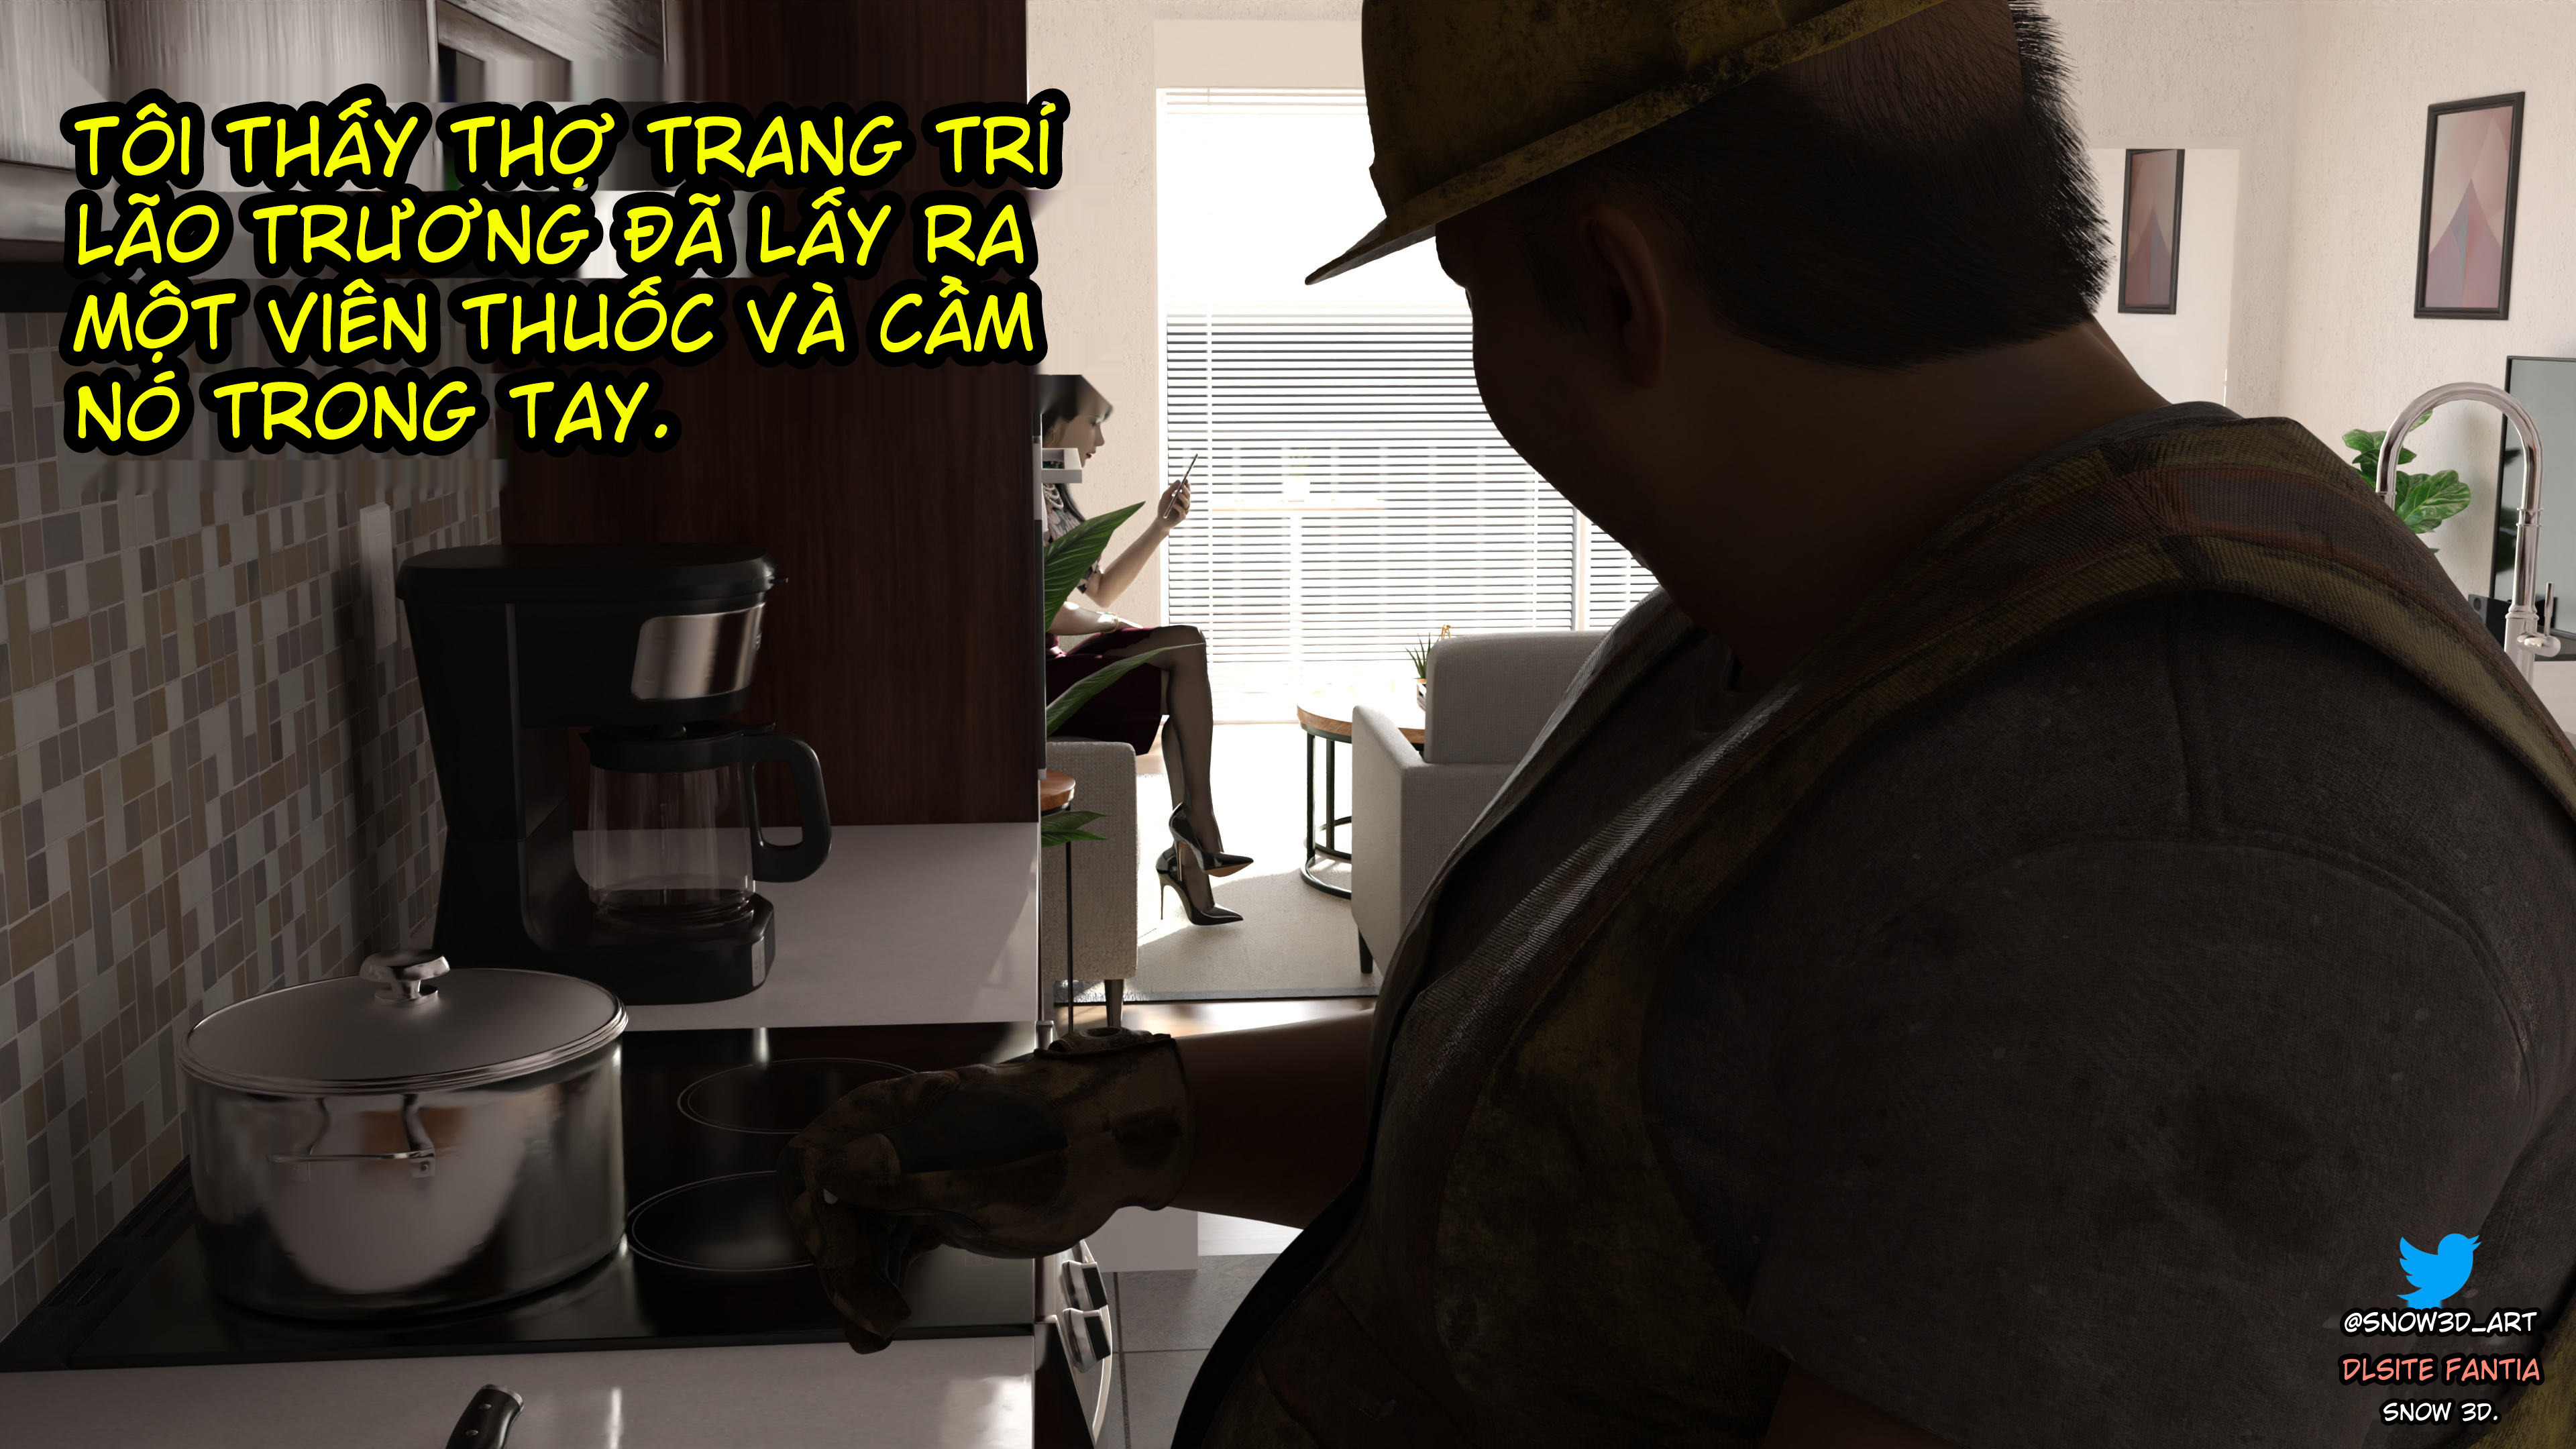 TÔI THẤY THỢ TRANG TRÍ
LÃO TRƯƠNG ĐÃ LẤY RA
MỘT VIÊN THUỐC VÀ CẦM
NÓ TRONG TAY.
@SNOW3D_ART
DLSITE FANTIA
SNOW 3D.